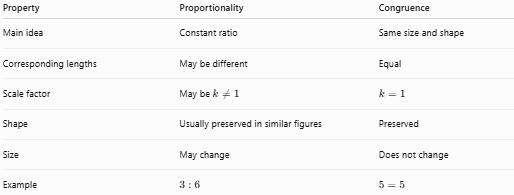 Property Proportionality Congruence
Main idea Constant ratio Same size and shape
Corresponding lengths May be different Equal
Scale factor May be k ≠ 1 k = 1
Shape Usually preserved in similar figures Preserved
Size May change Does not change
Example 3 : 6 5 = 5